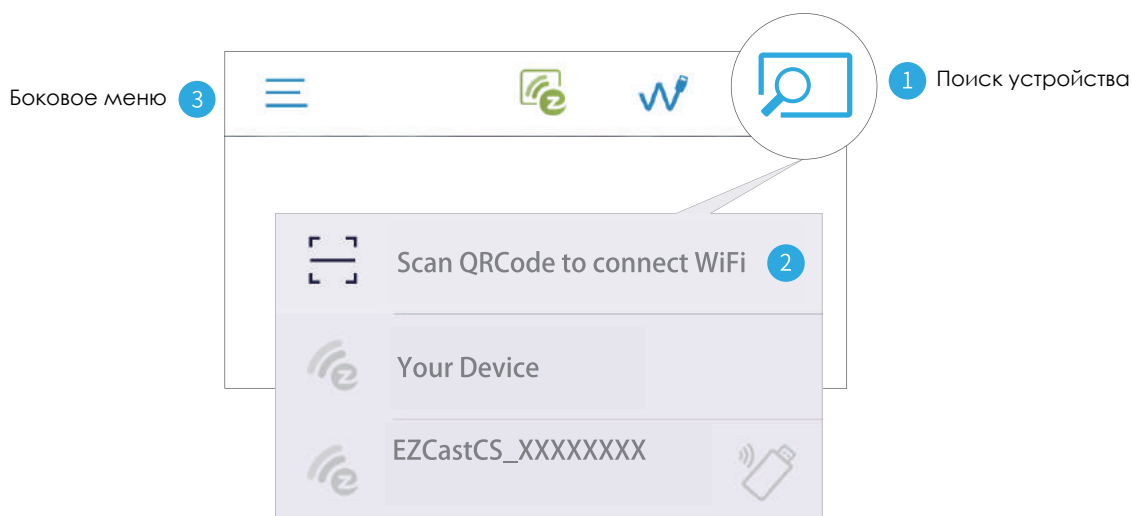 1 Поиск устройства
Боковое меню 3
Scan QRCode to connect WiFi 2
Your Device
EZCastCS_XXXXXXXX